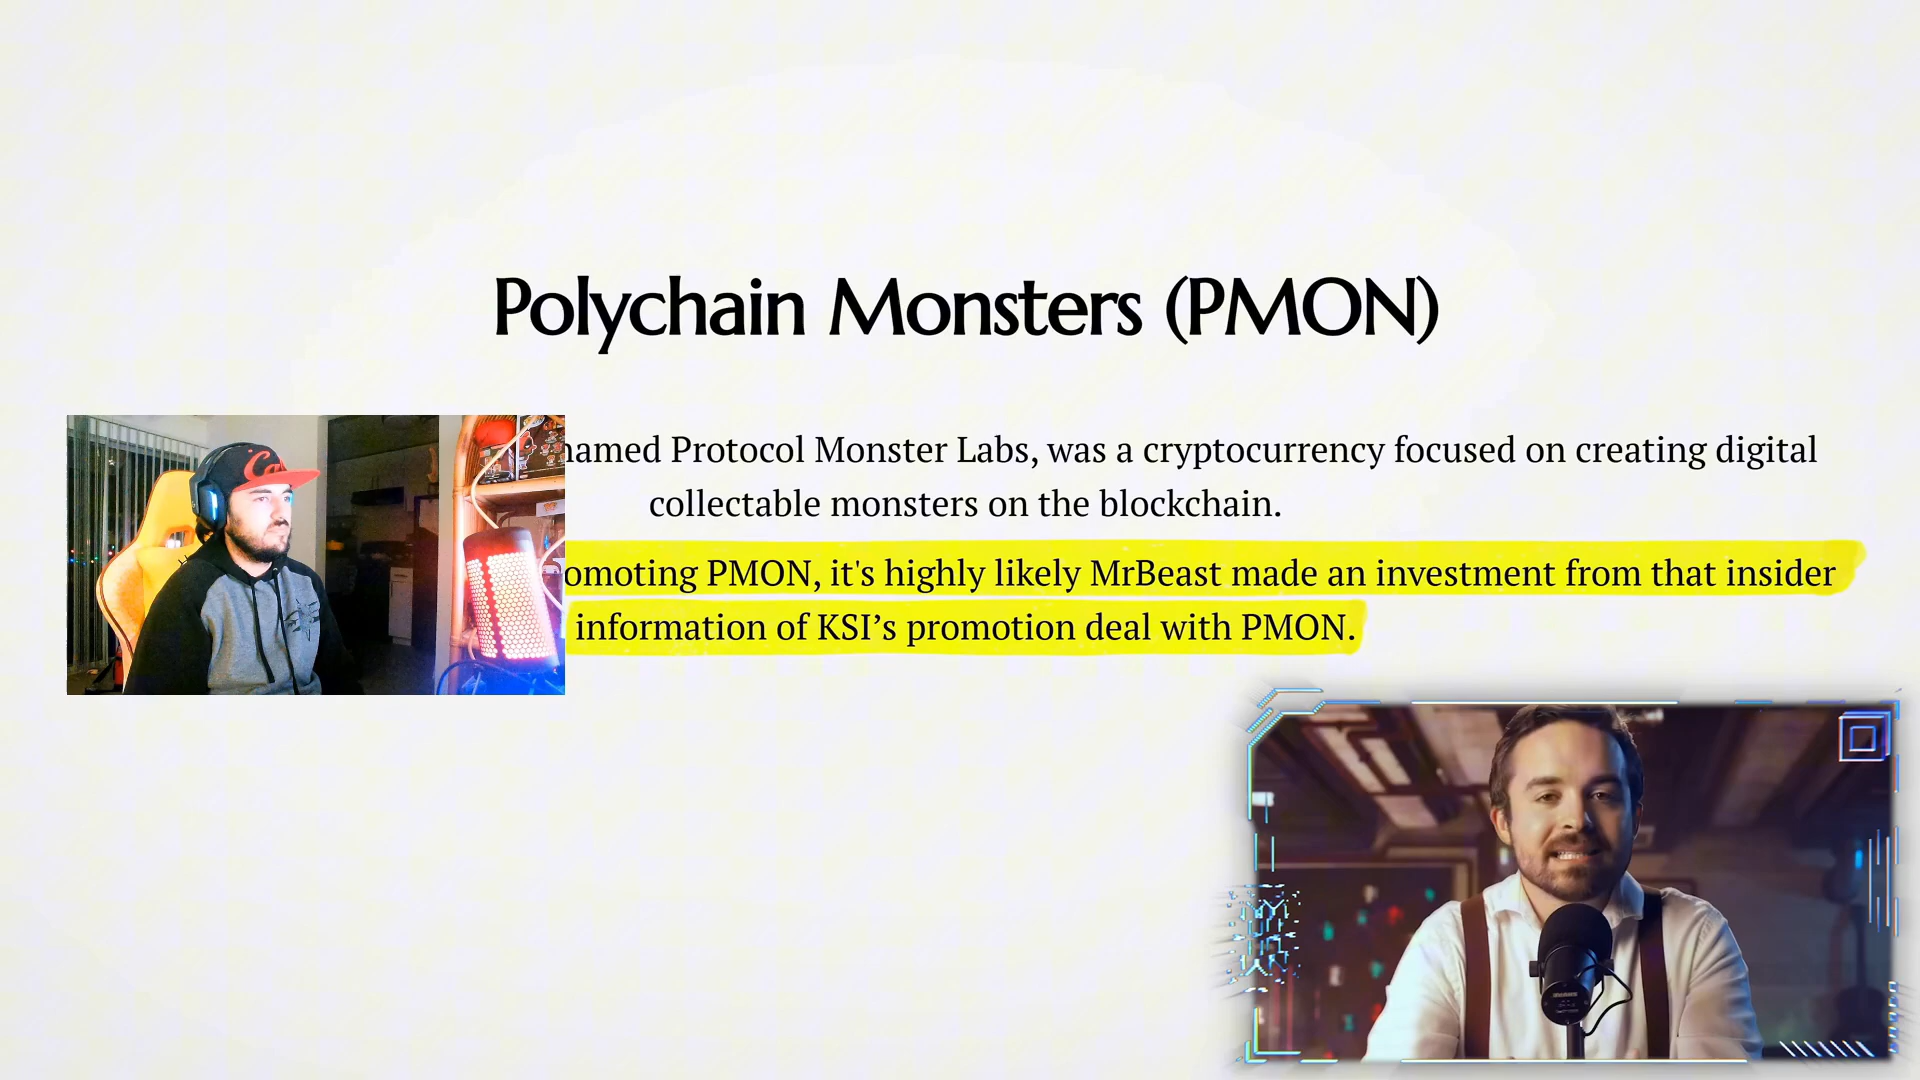 Polychain Monsters (PMON)
named Protocol Monster Labs, was a cryptocurrency focused on creating digital
collectable monsters on the blockchain.
omoting PMON, it's highly likely MrBeast made an investment from that insider
information of KSI’s promotion deal with PMON.